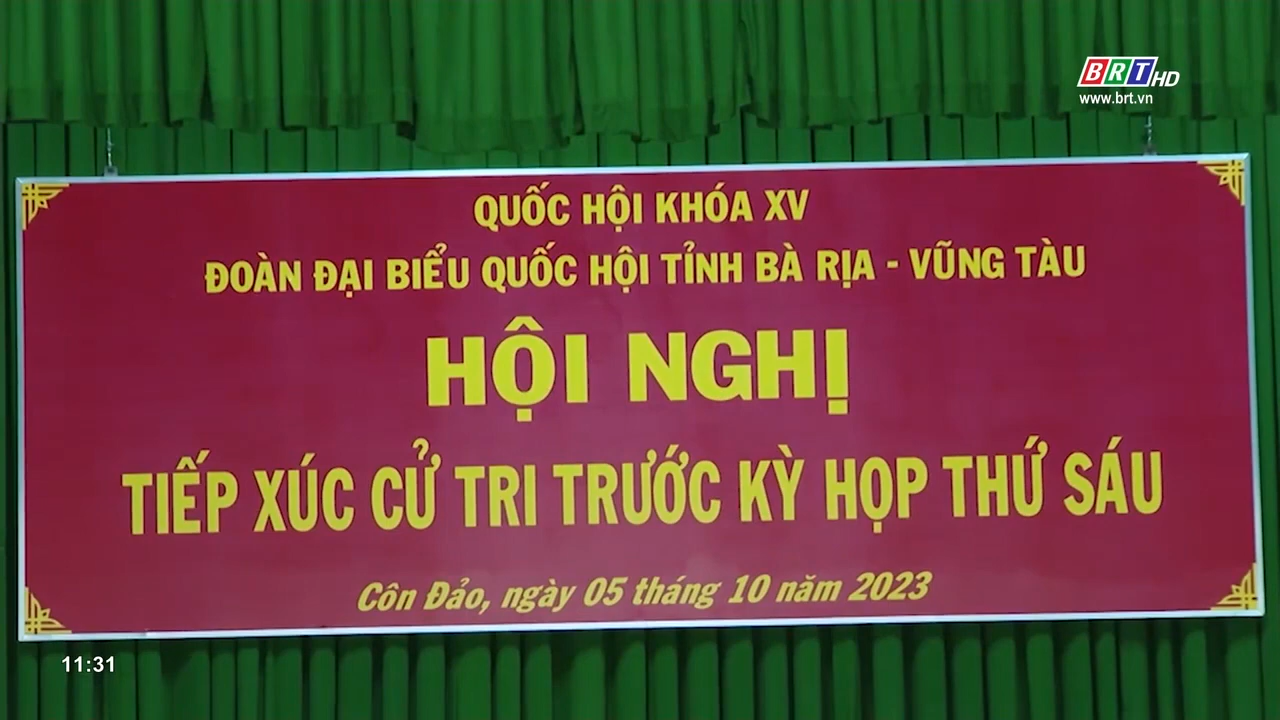 BRT HD
www.brt.vn
QUỐC HỘI KHÓA XV
ĐOÀN ĐẠI BIỂU QUỐC HỘI TỈNH BÀ RỊA - VŨNG TÀU
HỘI NGHỊ
TIẾP XÚC CỬ TRI TRƯỚC KỲ HỌP THỨ SÁU
Côn Đảo, ngày 05 tháng 10 năm 2023
11:31